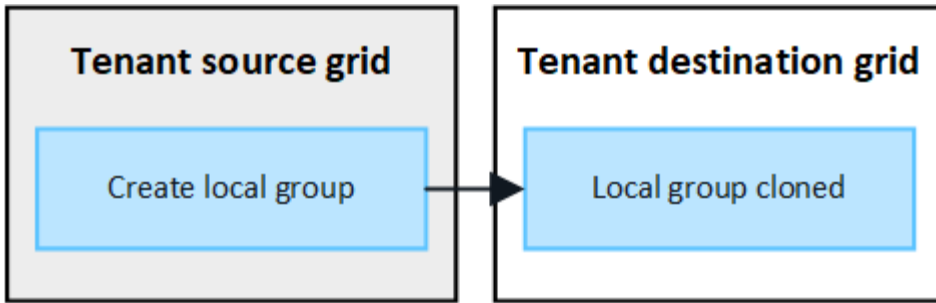 Tenant source grid
Create local group
Tenant destination grid
Local group cloned